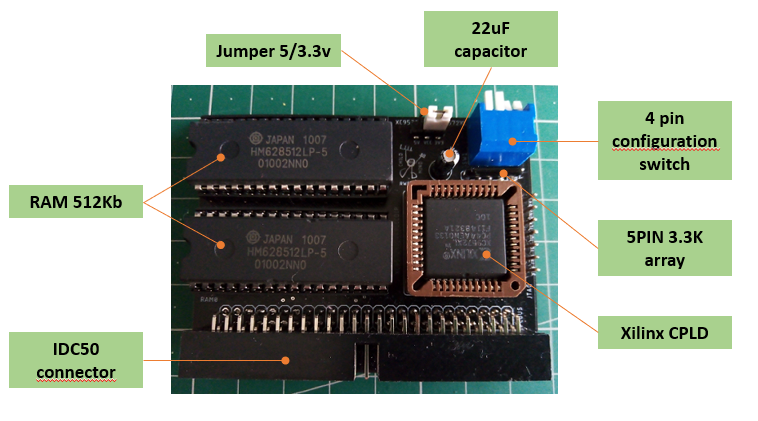 Jumper 5/3.3v
22uF
capacitor
4 pin
configuration
switch
RAM 512Kb
5PIN 3.3K
array
Xilinx CPLD
IDC50
connector
JAPAN 1007
HM628512LP-5
01002NN0
JAPAN 1007
HM628512LP-5
01002NN0
XILINX®